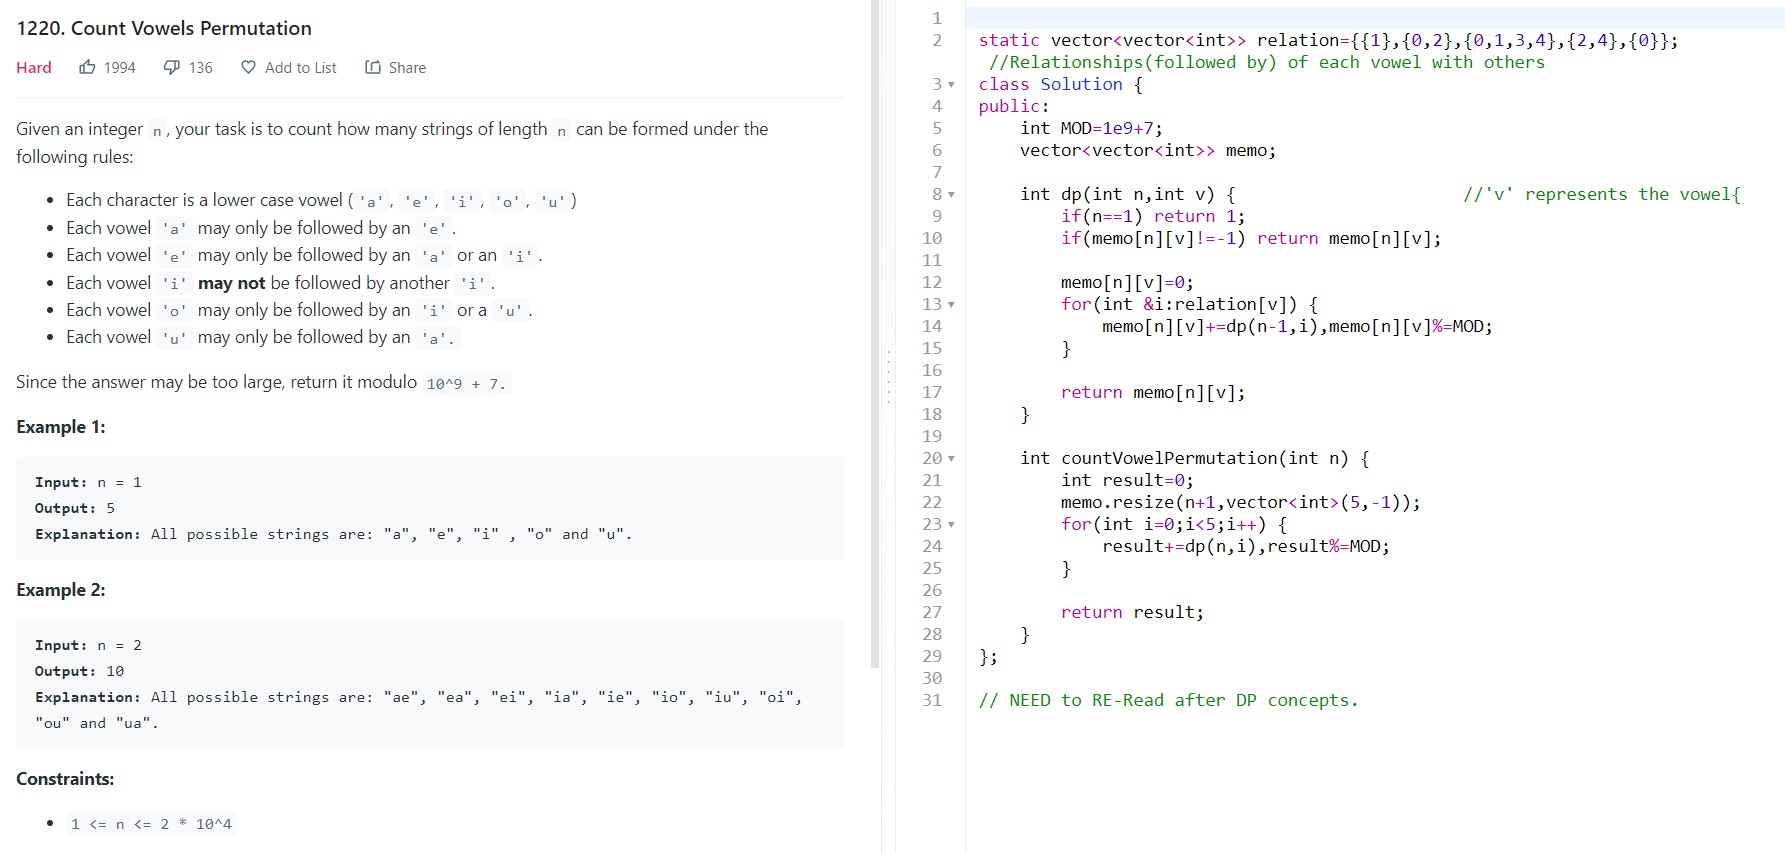 1220. Count Vowels Permutation
Hard 1994 136 Add to List Share
Given an integer n, your task is to count how many strings of length n can be formed under the
following rules:
• Each character is a lower case vowel ('a', 'e', 'i', 'o', 'u')
• Each vowel 'a' may only be followed by an 'e'.
• Each vowel 'e' may only be followed by an 'a' or an 'i'.
• Each vowel 'i' may not be followed by another 'i'.
• Each vowel 'o' may only be followed by an 'i' or a 'u'.
• Each vowel 'u' may only be followed by an 'a'.
Since the answer may be too large, return it modulo 10^9 + 7.
Example 1:
Input: n = 1
Output: 5
Explanation: All possible strings are: "a", "e", "i" , "o" and "u".
Example 2:
Input: n = 2
Output: 10
Explanation: All possible strings are: "ae", "ea", "ei", "ia", "ie", "io", "iu", "oi",
"ou" and "ua".
Constraints:
• 1 <= n <= 2 * 10^4
1
2 static vector<vector<int>> relation={{1},{0,2},{0,1,3,4},{2,4},{0}};
//Relationships(followed by) of each vowel with others
3 class Solution {
4 public:
5 int MOD=1e9+7;
6 vector<vector<int>> memo;
7
8 int dp(int n,int v) { //'v' represents the vowel{
9 if(n==1) return 1;
10 if(memo[n][v]!=-1) return memo[n][v];
11
12 memo[n][v]=0;
13 for(int &i:relation[v]) {
14 memo[n][v]+=dp(n-1,i),memo[n][v]%=MOD;
15 }
16
17 return memo[n][v];
18 }
19
20 int countVowelPermutation(int n) {
21 int result=0;
22 memo.resize(n+1,vector<int>(5,-1));
23 for(int i=0;i<5;i++) {
24 result+=dp(n,i),result%=MOD;
25 }
26
27 return result;
28 }
29 };
30
31 // NEED to RE-Read after DP concepts.